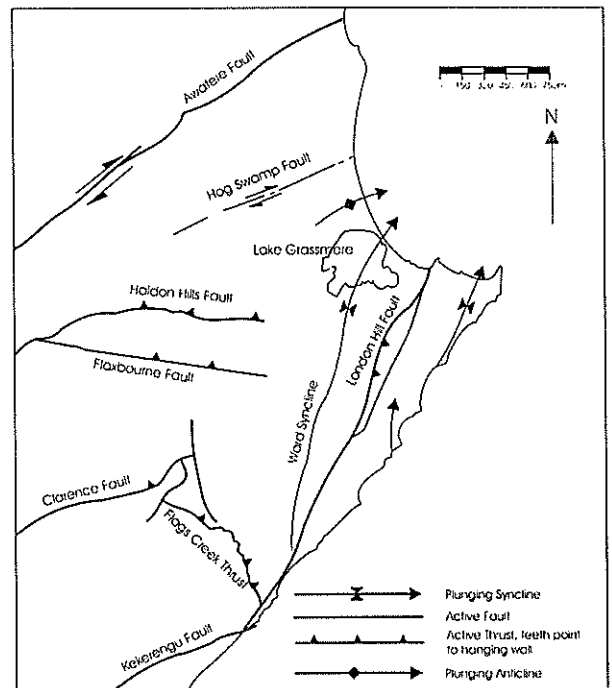 Awatere Fault
N
Hog Swamp Fault
Lake Grassmere
Haldon Hills Fault
London Hill Fault
Flaxbourne Fault
Ward Syncline
Clarence Fault
Flags Creek Thrust
Kekerengu Fault
Plunging Syncline
Active Fault
Active Thrust, teeth point
to hanging wall
Plunging Anticline